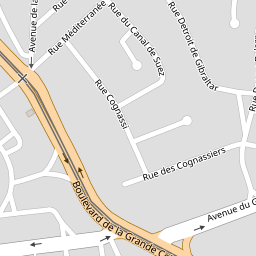 Avenue de la
Rue Méditerranée
Rue du Canal de Suez
Rue Détroit de Gibraltar
Rue Cognassi
Rue des Cognassiers
Boulevard de la Grande Ce
Avenue du G
Rue D